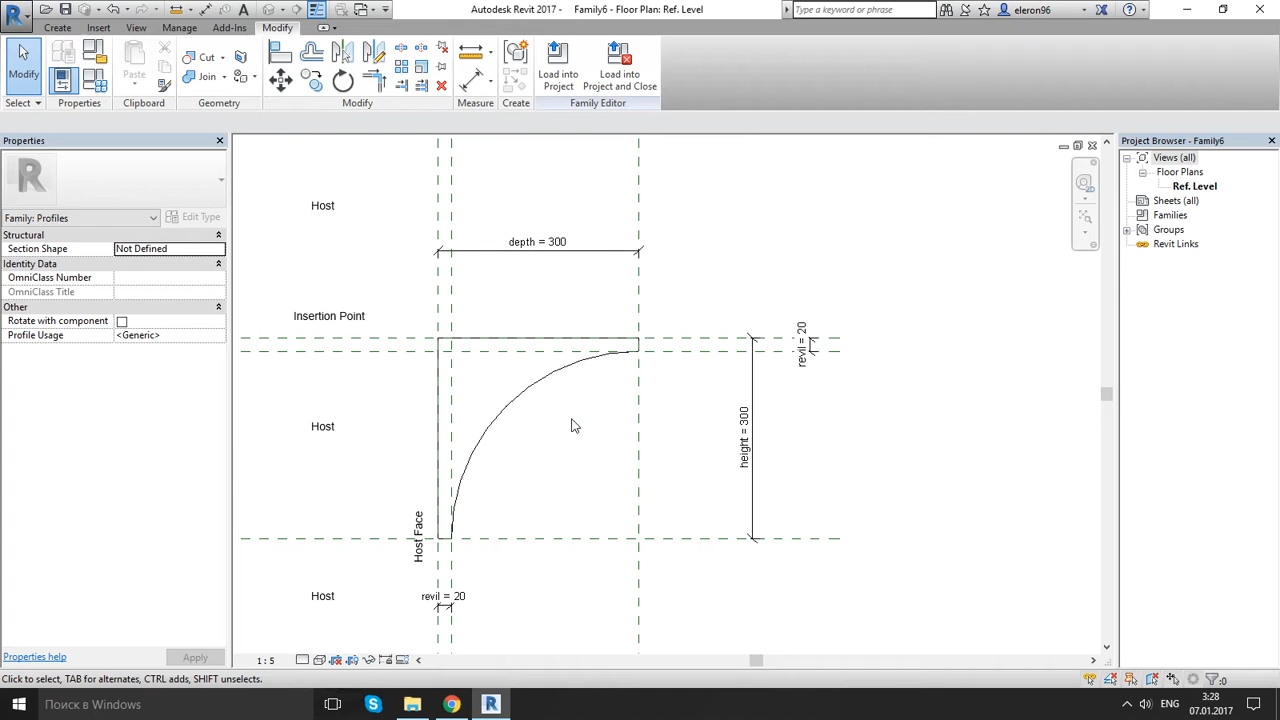 Autodesk Revit 2017 - Family6 - Floor Plan: Ref. Level
Type a keyword or phrase
eleron96
Create Insert View Manage Add-Ins Modify
Modify
Paste
Cut
Join
Load into Project
Load into Project and Close
Select Properties Clipboard Geometry Modify Measure Create Family Editor
Properties
Family: Profiles
Edit Type
Structural
Section Shape Not Defined
Identity Data
OmniClass Number
OmniClass Title
Other
Rotate with component
Profile Usage <Generic>
Properties help
Apply
Host
depth = 300
Insertion Point
revil = 20
Host
height = 300
Host Face
Host
revil = 20
1 : 5
Project Browser - Family6
Views (all)
Floor Plans
Ref. Level
Sheets (all)
Families
Groups
Revit Links
Click to select, TAB for alternates, CTRL adds, SHIFT unselects.
:0
Поиск в Windows
ENG
3:28
07.01.2017